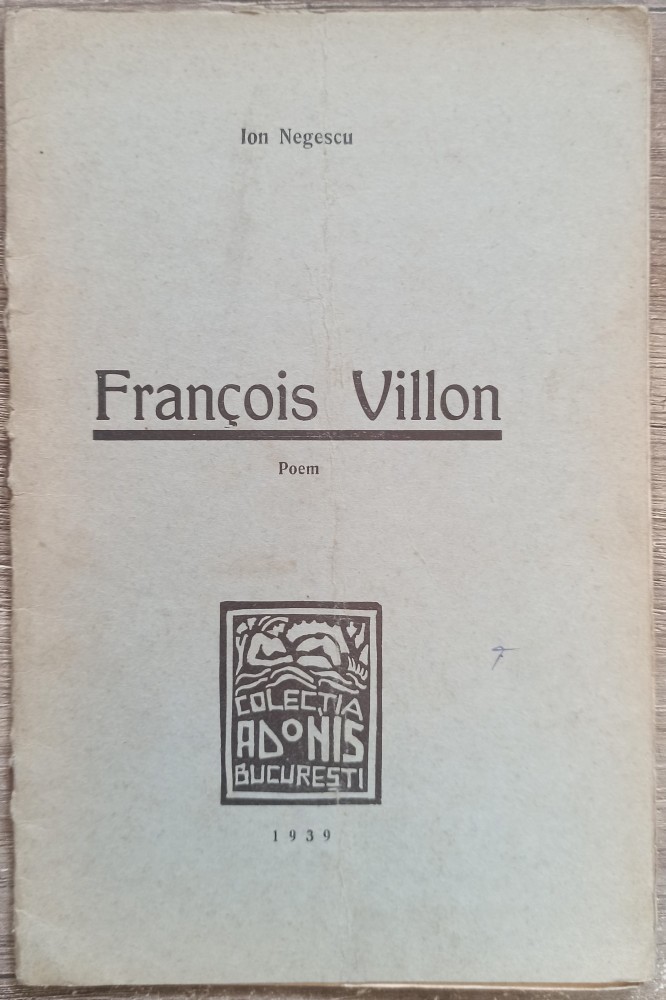 Ion Negescu
François Villon
Poem
COLECȚIA
ADONIS
BUCUREȘTI
1939